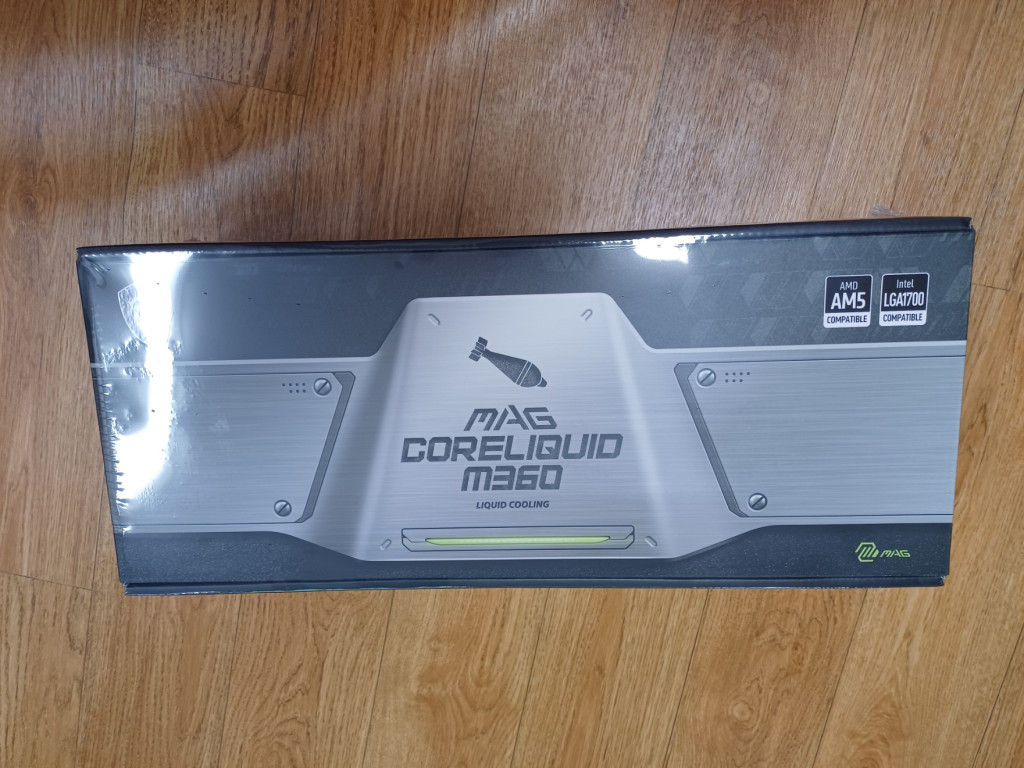 AMD
AM5
COMPATIBLE
Intel
LGA1700
COMPATIBLE
MAG
CORELIQUID
M360
LIQUID COOLING
MAG